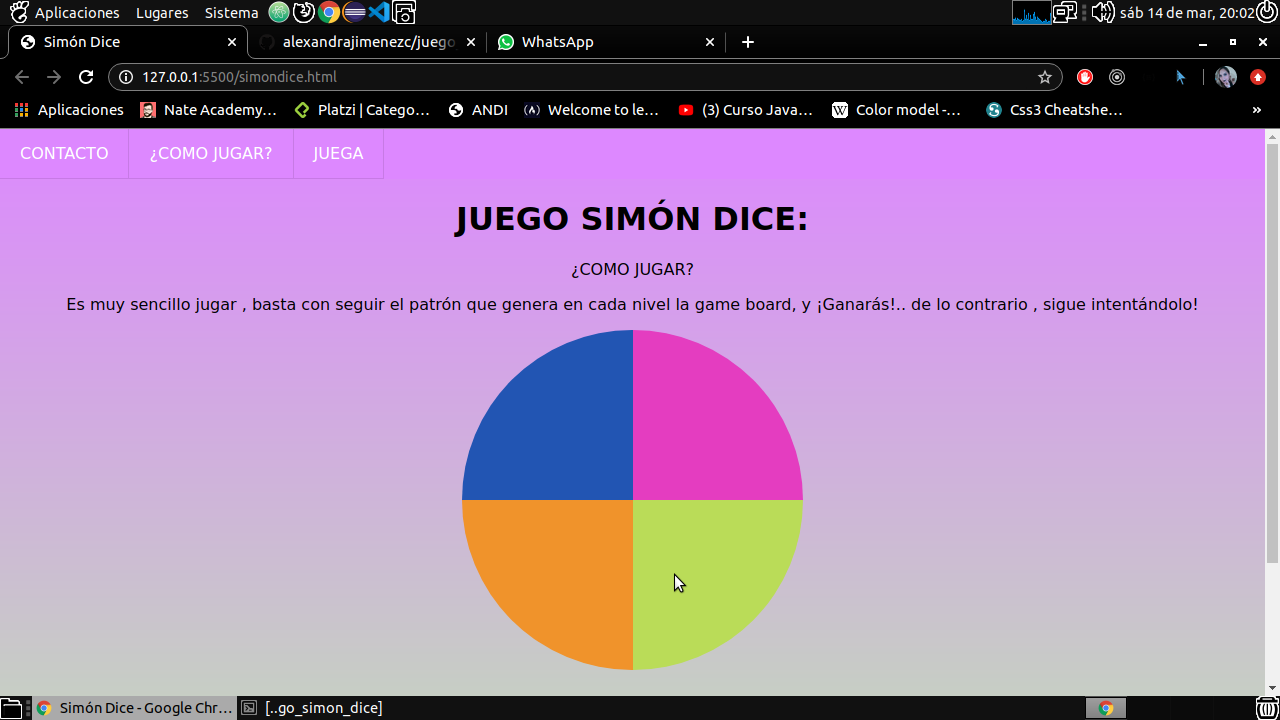 Aplicaciones Lugares Sistema sáb 14 de mar, 20:02
Simón Dice alexandrajimenezc/juego WhatsApp
127.0.0.1:5500/simondice.html
Aplicaciones Nate Academy… Platzi | Catego… ANDI Welcome to le… (3) Curso Java… W Color model -… Css3 Cheatshe… »
CONTACTO ¿COMO JUGAR? JUEGA
JUEGO SIMÓN DICE:
¿COMO JUGAR?
Es muy sencillo jugar , basta con seguir el patrón que genera en cada nivel la game board, y ¡Ganarás!.. de lo contrario , sigue intentándolo!
Simón Dice - Google Chr… [..go_simon_dice]